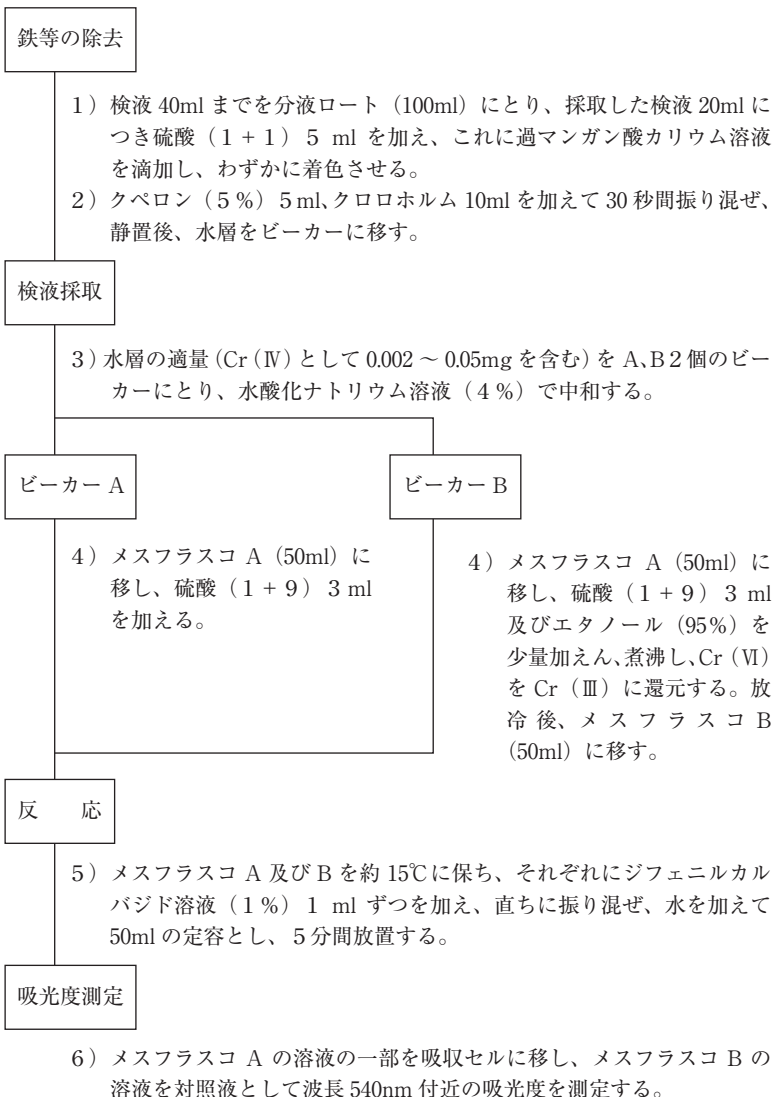 鉄等の除去
1）検液 40ml までを分液ロート（100ml）にとり、採取した検液 20ml に
つき硫酸（1 + 1）5 ml を加え、これに過マンガン酸カリウム溶液
を滴加し、わずかに着色させる。
2）クペロン（5％）5ml、クロロホルム 10ml を加えて 30 秒間振り混ぜ、
静置後、水層をビーカーに移す。
検液採取
3）水層の適量（Cr（Ⅳ）として 0.002 ～ 0.05mg を含む）を A、B 2 個のビー
カーにとり、水酸化ナトリウム溶液（4％）で中和する。
ビーカー A
4）メスフラスコ A（50ml）に
移し、硫酸（1 + 9）3 ml
を加える。
ビーカー B
4）メスフラスコ A（50ml）に
移し、硫酸（1 + 9）3 ml
及びエタノール（95%）を
少量加えん、煮沸し、Cr（Ⅵ）
を Cr（Ⅲ）に還元する。放
冷後、メスフラスコ B
（50ml）に移す。
反　応
5）メスフラスコ A 及び B を約 15℃に保ち、それぞれにジフェニルカル
バジド溶液（1％）1 ml ずつを加え、直ちに振り混ぜ、水を加えて
50ml の定容とし、5分間放置する。
吸光度測定
6）メスフラスコ A の溶液の一部を吸収セルに移し、メスフラスコ B の
溶液を対照液として波長 540nm 付近の吸光度を測定する。